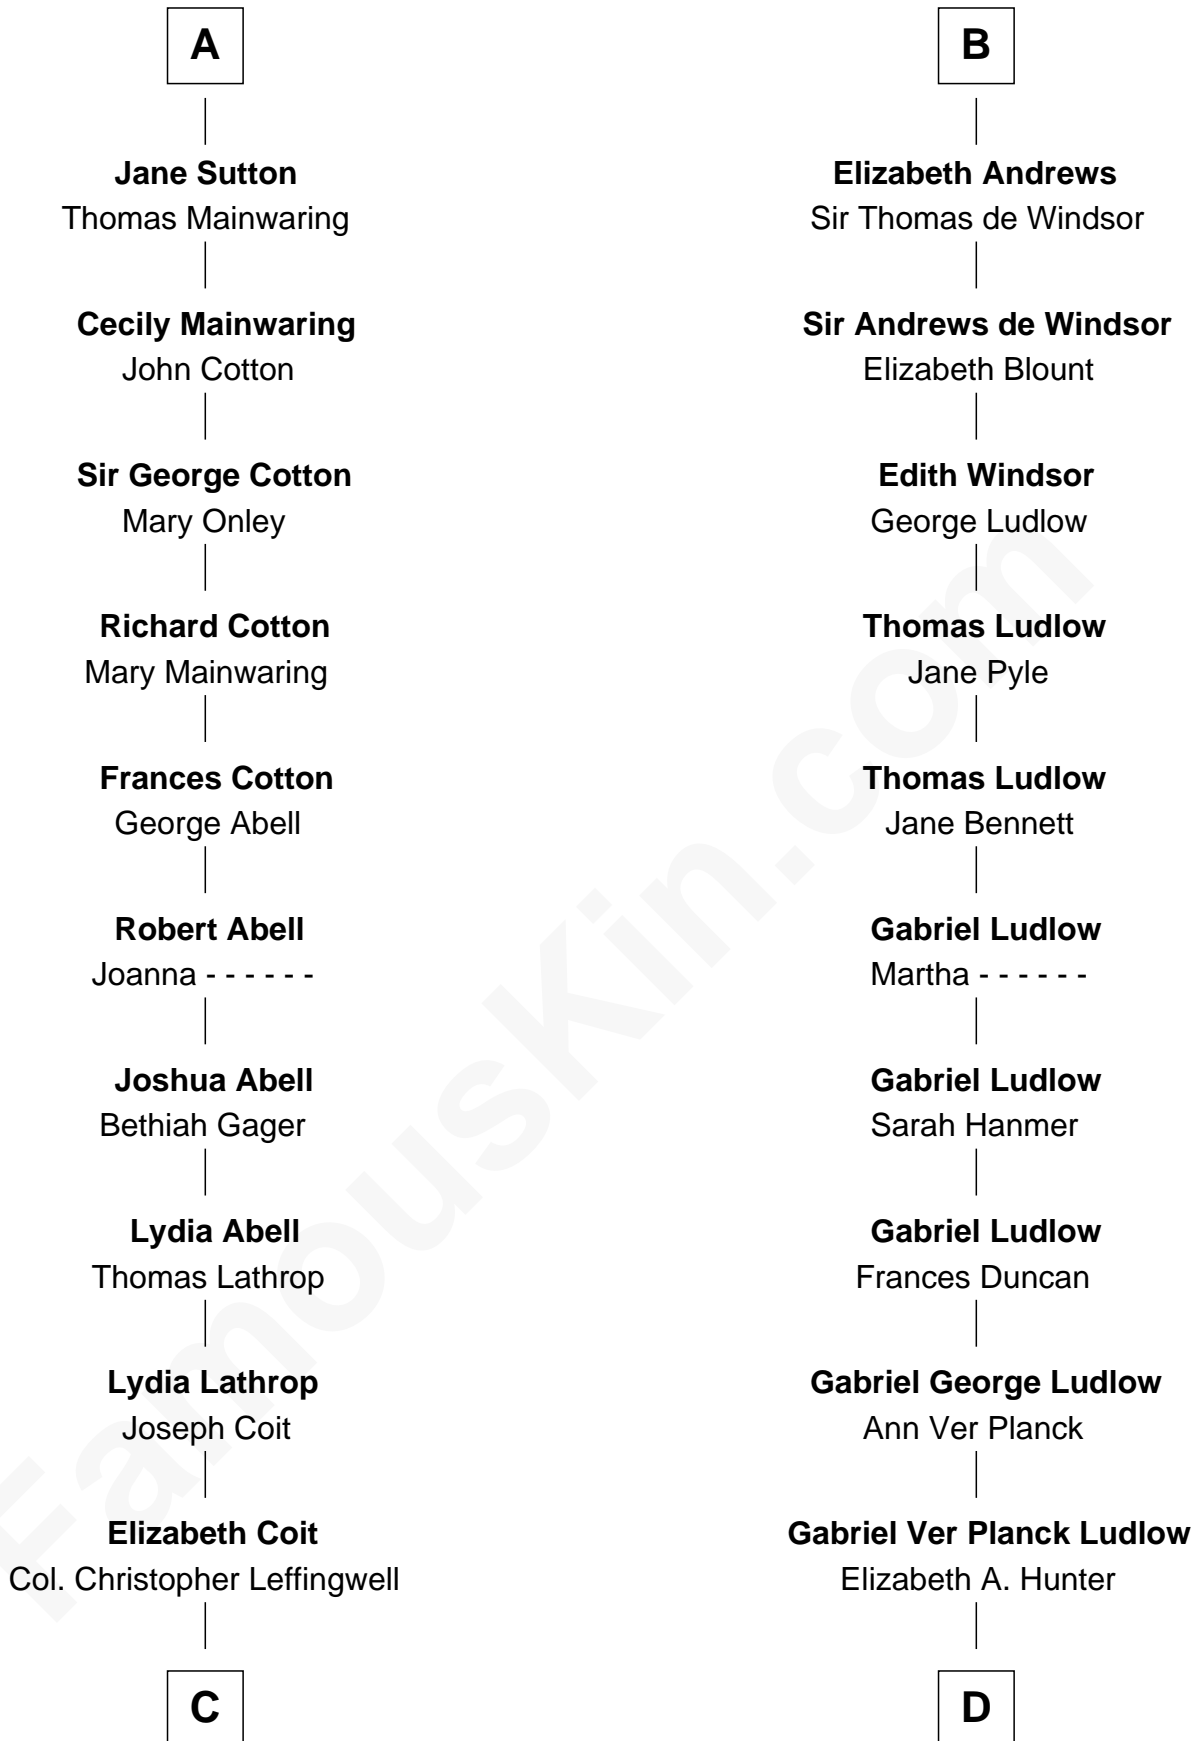 A
Jane Sutton
Thomas Mainwaring
Cecily Mainwaring
John Cotton
Sir George Cotton
Mary Onley
Richard Cotton
Mary Mainwaring
Frances Cotton
George Abell
Robert Abell
Joanna - - - - - -
Joshua Abell
Bethiah Gager
Lydia Abell
Thomas Lathrop
Lydia Lathrop
Joseph Coit
Elizabeth Coit
Col. Christopher Leffingwell
C
B
Elizabeth Andrews
Sir Thomas de Windsor
Sir Andrews de Windsor
Elizabeth Blount
Edith Windsor
George Ludlow
Thomas Ludlow
Jane Pyle
Thomas Ludlow
Jane Bennett
Gabriel Ludlow
Martha - - - - - -
Gabriel Ludlow
Sarah Hanmer
Gabriel Ludlow
Frances Duncan
Gabriel George Ludlow
Ann Ver Planck
Gabriel Ver Planck Ludlow
Elizabeth A. Hunter
D
FamousKin.com